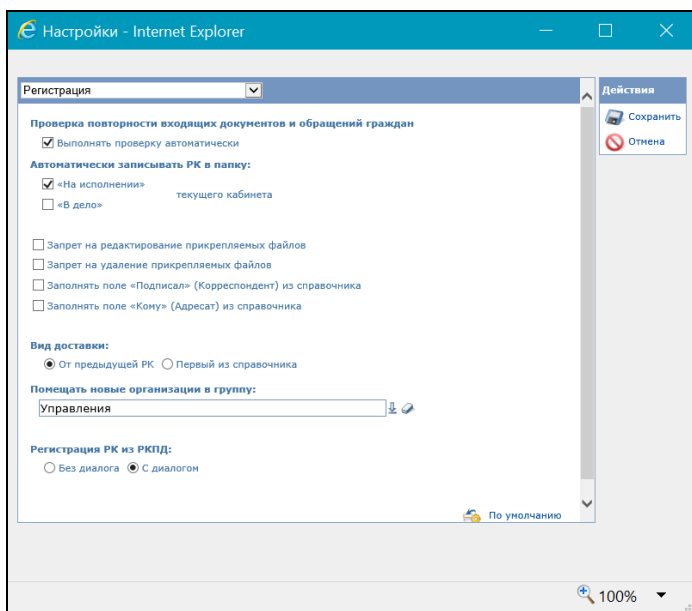 Настройки - Internet Explorer
Регистрация
Действия
Сохранить
Отмена
Проверка повторности входящих документов и обращений граждан
Выполнять проверку автоматически
Автоматически записывать РК в папку:
«На исполнении»
текущего кабинета
«В дело»
Запрет на редактирование прикрепляемых файлов
Запрет на удаление прикрепляемых файлов
Заполнять поле «Подписал» (Корреспондент) из справочника
Заполнять поле «Кому» (Адресат) из справочника
Вид доставки:
От предыдущей РК Первый из справочника
Помещать новые организации в группу:
Управления
Регистрация РК из РКПД:
Без диалога С диалогом
По умолчанию
100%